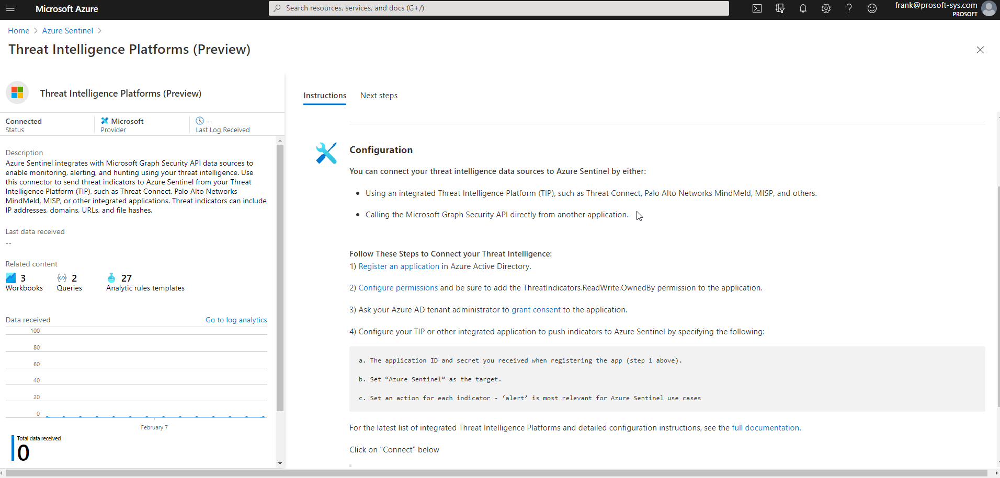 Microsoft Azure
Search resources, services, and docs (G+/)
frank@prosoft-sys.com
PROSOFT
Home > Azure Sentinel >
Threat Intelligence Platforms (Preview)
Threat Intelligence Platforms (Preview)
Connected
Status
Microsoft
Provider
--
Last Log Received
Description
Azure Sentinel integrates with Microsoft Graph Security API data sources to
enable monitoring, alerting, and hunting using your threat intelligence. Use
this connector to send threat indicators to Azure Sentinel from your Threat
Intelligence Platform (TIP), such as Threat Connect, Palo Alto Networks
MindMeld, MISP, or other integrated applications. Threat indicators can include
IP addresses, domains, URLs, and file hashes.
Last data received
--
Related content
3
Workbooks
2
Queries
27
Analytic rules templates
Data received
Go to log analytics
100
80
60
40
20
0
February 7
Total data received
0
Instructions
Next steps
Configuration
You can connect your threat intelligence data sources to Azure Sentinel by either:
• Using an integrated Threat Intelligence Platform (TIP), such as Threat Connect, Palo Alto Networks MindMeld, MISP, and others.
• Calling the Microsoft Graph Security API directly from another application.
Follow These Steps to Connect your Threat Intelligence:
1) Register an application in Azure Active Directory.
2) Configure permissions and be sure to add the ThreatIndicators.ReadWrite.OwnedBy permission to the application.
3) Ask your Azure AD tenant administrator to grant consent to the application.
4) Configure your TIP or other integrated application to push indicators to Azure Sentinel by specifying the following:
a. The application ID and secret you received when registering the app (step 1 above).
b. Set “Azure Sentinel” as the target.
c. Set an action for each indicator - ‘alert’ is most relevant for Azure Sentinel use cases
For the latest list of integrated Threat Intelligence Platforms and detailed configuration instructions, see the full documentation.
Click on "Connect" below